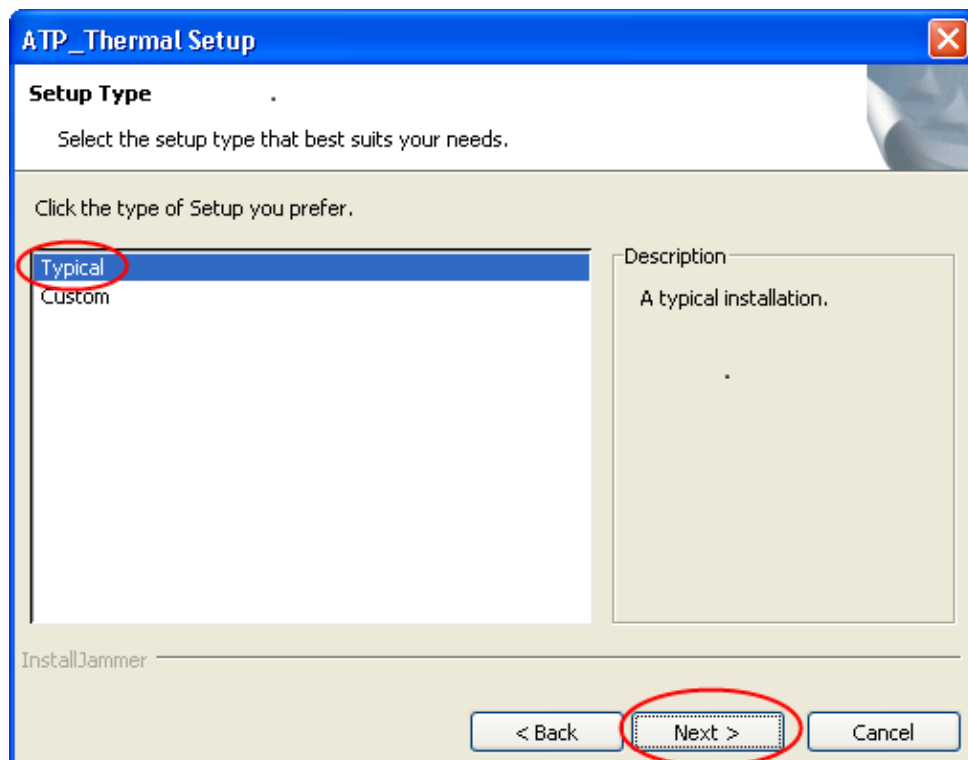 ATP_Thermal Setup
Setup Type
Select the setup type that best suits your needs.
Click the type of Setup you prefer.
Typical
Custom
Description
A typical installation.
InstallJammer
< Back
Next >
Cancel